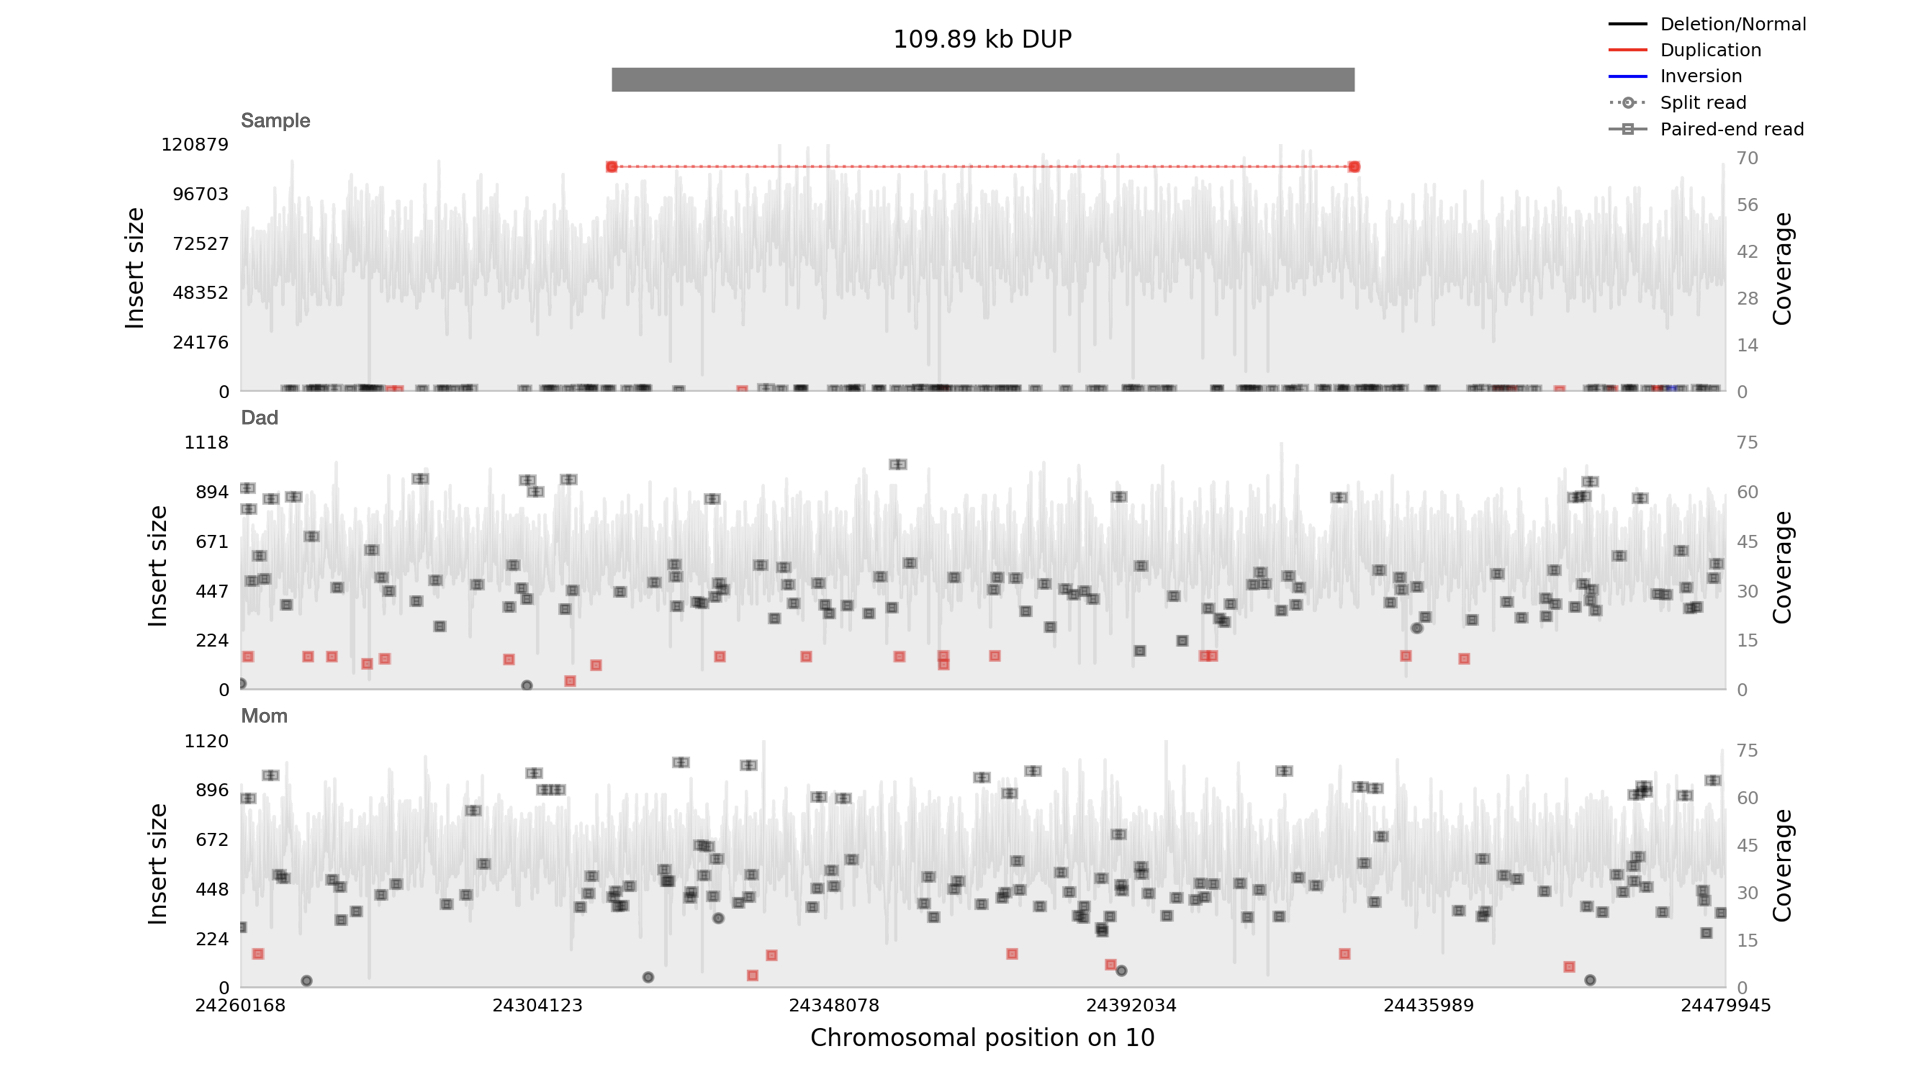 109.89 kb DUP
Deletion/Normal
Duplication
Inversion
Split read
Paired-end read
Sample
120879
96703
72527
48352
24176
0
Insert size
70
56
42
28
14
0
Coverage
Dad
1118
894
671
447
224
0
Insert size
75
60
45
30
15
0
Coverage
Mom
1120
896
672
448
224
0
Insert size
75
60
45
30
15
0
Coverage
24260168 24304123 24348078 24392034 24435989 24479945
Chromosomal position on 10